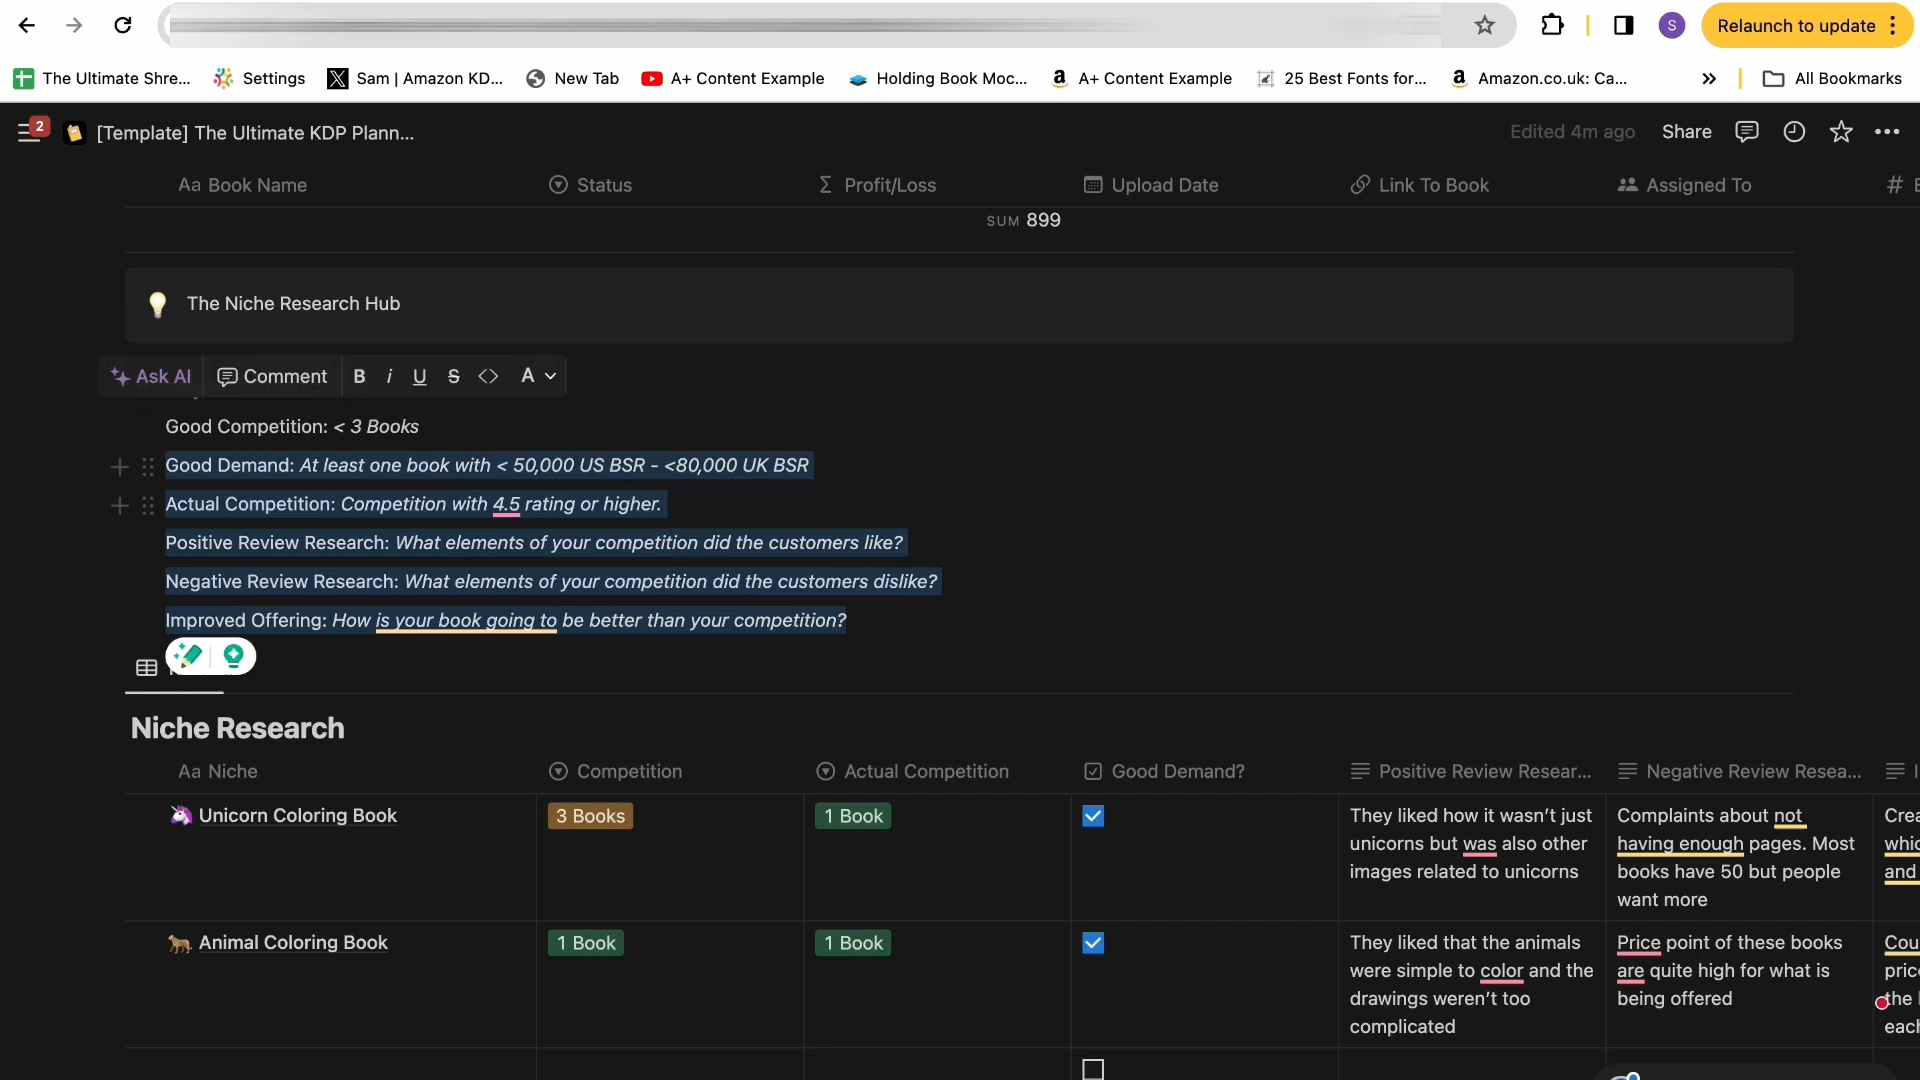 S
Relaunch to update
The Ultimate Shre...
Settings
Sam | Amazon KD...
New Tab
A+ Content Example
Holding Book Moc...
A+ Content Example
25 Best Fonts for...
Amazon.co.uk: Ca...
All Bookmarks
2
[Template] The Ultimate KDP Plann...
Edited 4m ago
Share
Aa Book Name
Status
Σ Profit/Loss
Upload Date
Link To Book
Assigned To
#
SUM 899
The Niche Research Hub
Ask AI
Comment
B i U S <> A
Good Competition: < 3 Books
Good Demand: At least one book with < 50,000 US BSR - <80,000 UK BSR
Actual Competition: Competition with 4.5 rating or higher.
Positive Review Research: What elements of your competition did the customers like?
Negative Review Research: What elements of your competition did the customers dislike?
Improved Offering: How is your book going to be better than your competition?
Niche Research
Aa Niche
Competition
Actual Competition
Good Demand?
Positive Review Resear...
Negative Review Resea...
Unicorn Coloring Book
3 Books
1 Book
They liked how it wasn't just
unicorns but was also other
images related to unicorns
Complaints about not
having enough pages. Most
books have 50 but people
want more
and
Animal Coloring Book
1 Book
1 Book
They liked that the animals
were simple to color and the
drawings weren't too
complicated
Price point of these books
are quite high for what is
being offered
the